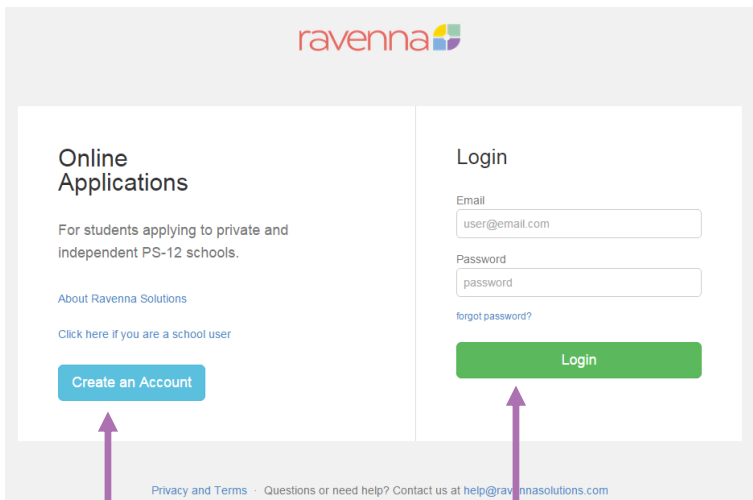 ravenna
Online
Applications
For students applying to private and
independent PS-12 schools.
About Ravenna Solutions
Click here if you are a school user
Create an Account
Login
Email
user@email.com
Password
password
forgot password?
Login
Privacy and Terms · Questions or need help? Contact us at help@ravennasolutions.com